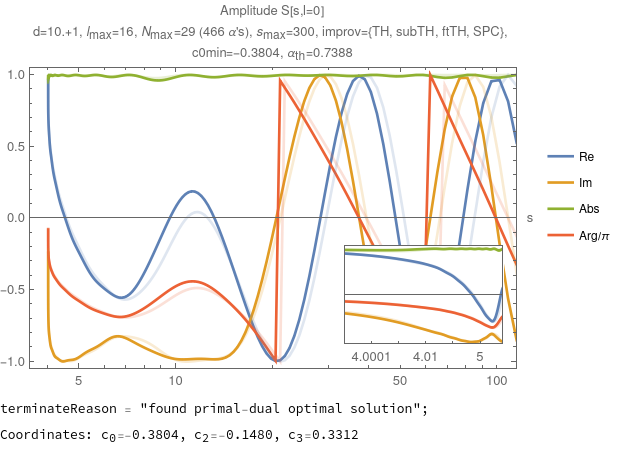 Amplitude S[s,l=0]
d=10.+1, lmax=16, Nmax=29 (466 α's), smax=300, improv={TH, subTH, ftTH, SPC},
c0min=-0.3804, αth=0.7388
1.0
0.5
0.0
-0.5
-1.0
5
10
50
100
s
4.0001
4.01
5
Re
Im
Abs
Arg/π
terminateReason = "found primal-dual optimal solution";
Coordinates: c0=-0.3804, c2=-0.1480, c3=0.3312